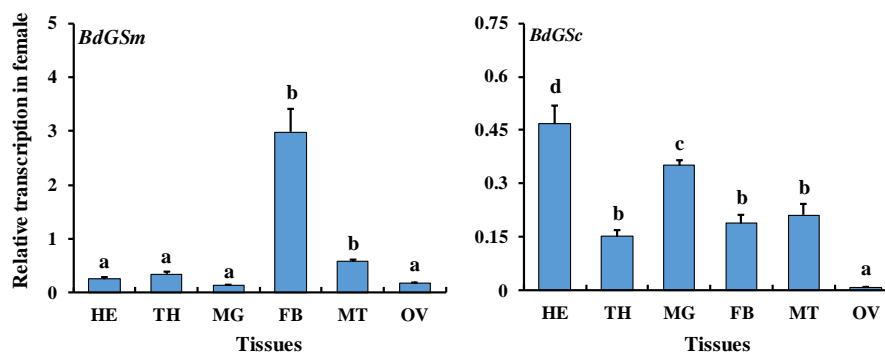 Relative transcription in female
BdGSm
5
4
3
2
1
0
a
a
a
b
b
a
HE TH MG FB MT OV
Tissues
BdGSc
0.75
0.6
0.45
0.3
0.15
0
d
b
c
b
b
a
HE TH MG FB MT OV
Tissues